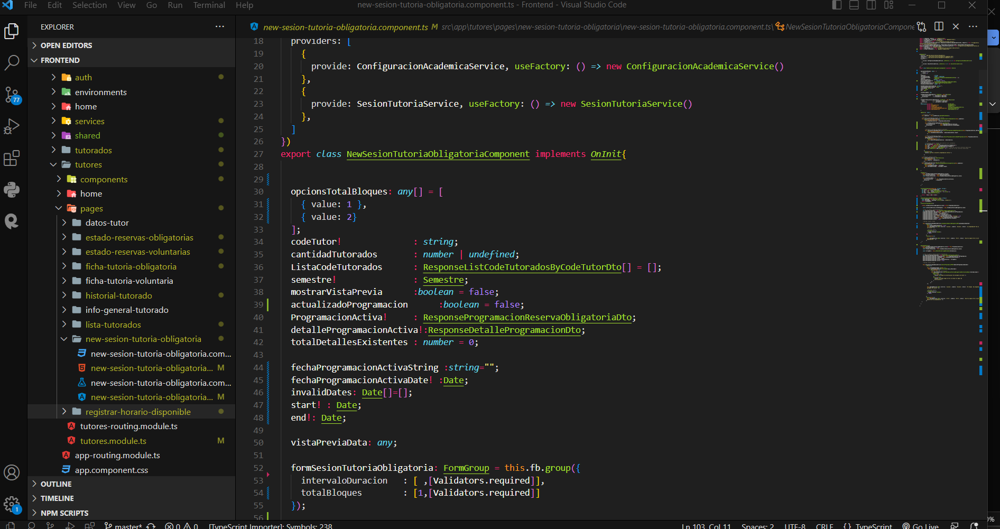 File Edit Selection View Go Run Terminal Help
new-sesion-tutoria-obligatoria.component.ts - Frontend - Visual Studio Code
EXPLORER
OPEN EDITORS
FRONTEND
auth
environments
home
services
shared
tutorados
tutores
components
home
pages
datos-tutor
estado-reservas-obligatorias
estado-reservas-voluntarias
ficha-tutoria-obligatoria
ficha-tutoria-voluntaria
historial-tutorado
info-general-tutorado
lista-tutorados
new-sesion-tutoria-obligatoria
new-sesion-tutoria-obligatoria.com...
new-sesion-tutoria-obligatoria... M
new-sesion-tutoria-obligatoria.com...
new-sesion-tutoria-obligatoria... M
registrar-horario-disponible
tutores-routing.module.ts
tutores.module.ts M
app-routing.module.ts
app.component.css
OUTLINE
TIMELINE
NPM SCRIPTS
77
1
new-sesion-tutoria-obligatoria.component.ts M src\app\tutores\pages\new-sesion-tutoria-obligatoria\new-sesion-tutoria-obligatoria.component.ts\ NewSesionTutoriaObligatoriaCompone
18 providers: [
19 {
20 provide: ConfiguracionAcademicaService, useFactory: () => new ConfiguracionAcademicaService()
21 },
22 {
23 provide: SesionTutoriaService, useFactory: () => new SesionTutoriaService()
24 },
25 ]
26 })
27 export class NewSesionTutoriaObligatoriaComponent implements OnInit{
28
29
30 opcionsTotalBloques: any[] = [
31 { value: 1 },
32 { value: 2}
33 ];
34 codeTutor! : string;
35 cantidadTutorados : number | undefined;
36 ListaCodeTutorados : ResponseListCodeTutoradosByCodeTutorDto[] = [];
37 semestre! : Semestre;
38 mostrarVistaPrevia :boolean = false;
39 actualizadoProgramacion :boolean = false;
40 ProgramacionActiva! : ResponseProgramacionReservaObligatoriaDto;
41 detalleProgramacionActiva!:ResponseDetalleProgramacionDto;
42 totalDetallesExistentes : number = 0;
43
44 fechaProgramacionActivaString :string="";
45 fechaProgramacionActivaDate! :Date;
46 invalidDates: Date[]=[];
47 start! : Date;
48 end!: Date;
49
50 vistaPreviaData: any;
51
52 formSesionTutoriaObligatoria: FormGroup = this.fb.group({
53 intervaloDuracion : [ ,[Validators.required]],
54 totalBloques : [1,[Validators.required]]
55 });
56
master* 0 0 [TypeScript Importer]: Symbols: 238
Ln 103, Col 11 Spaces: 2 UTF-8 CRLF {} TypeScript Go Live